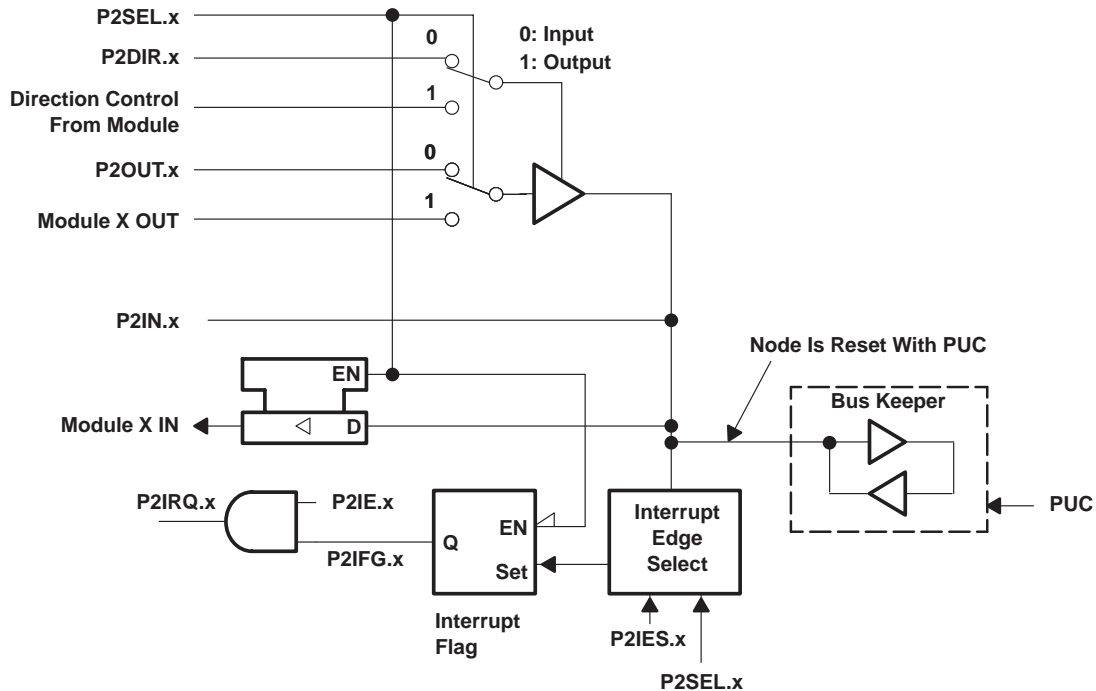 P2SEL.x
0
0: Input
P2DIR.x
1: Output
Direction Control
From Module
1
0
P2OUT.x
1
Module X OUT
P2IN.x
Node Is Reset With PUC
EN
Bus Keeper
Module X IN
D
P2IRQ.x
P2IE.x
PUC
Interrupt
Edge
Select
EN
Q
P2IFG.x
Set
Interrupt
Flag
P2IES.x
P2SEL.x